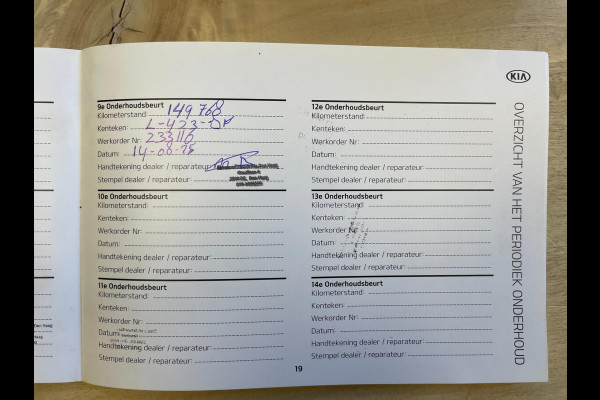 KIA
OVERZICHT VAN HET PERIODIEK ONDERHOUD
9e Onderhoudsbeurt
Kilometerstand 149 768
Kenteken: L-423-DF
Werkorder Nr: 233116
Datum: 14-08-25
Handtekening dealer / reparateur:
Stempel dealer / reparateur:
10e Onderhoudsbeurt
Kilometerstand:
Kenteken:
Werkorder Nr:
Datum:
Handtekening dealer / reparateur:
Stempel dealer / reparateur:
11e Onderhoudsbeurt
Kilometerstand:
Kenteken:
Werkorder Nr:
Datum:
Handtekening dealer / reparateur:
Stempel dealer / reparateur:
12e Onderhoudsbeurt
Kilometerstand:
Kenteken:
Werkorder Nr:
Datum:
Handtekening dealer / reparateur:
Stempel dealer / reparateur:
13e Onderhoudsbeurt
Kilometerstand:
Kenteken:
Werkorder Nr:
Datum:
Handtekening dealer / reparateur:
Stempel dealer / reparateur:
14e Onderhoudsbeurt
Kilometerstand:
Kenteken:
Werkorder Nr:
Datum:
Handtekening dealer / reparateur:
Stempel dealer / reparateur:
19